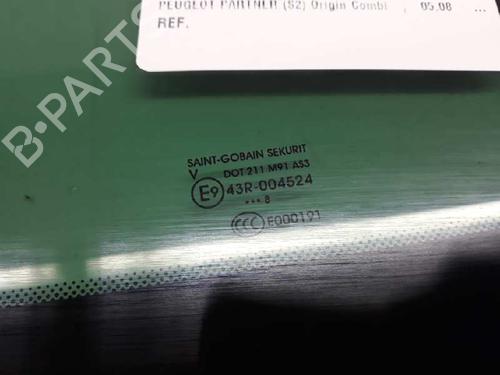 PEUGEOT PARTNER (S2) Origin Combi , 05.08 ...
REF.
B-PARTS
SAINT-GOBAIN SEKURIT
V DOT 211 M91 AS3
E9 43R-004524
•••8
CCC E000191